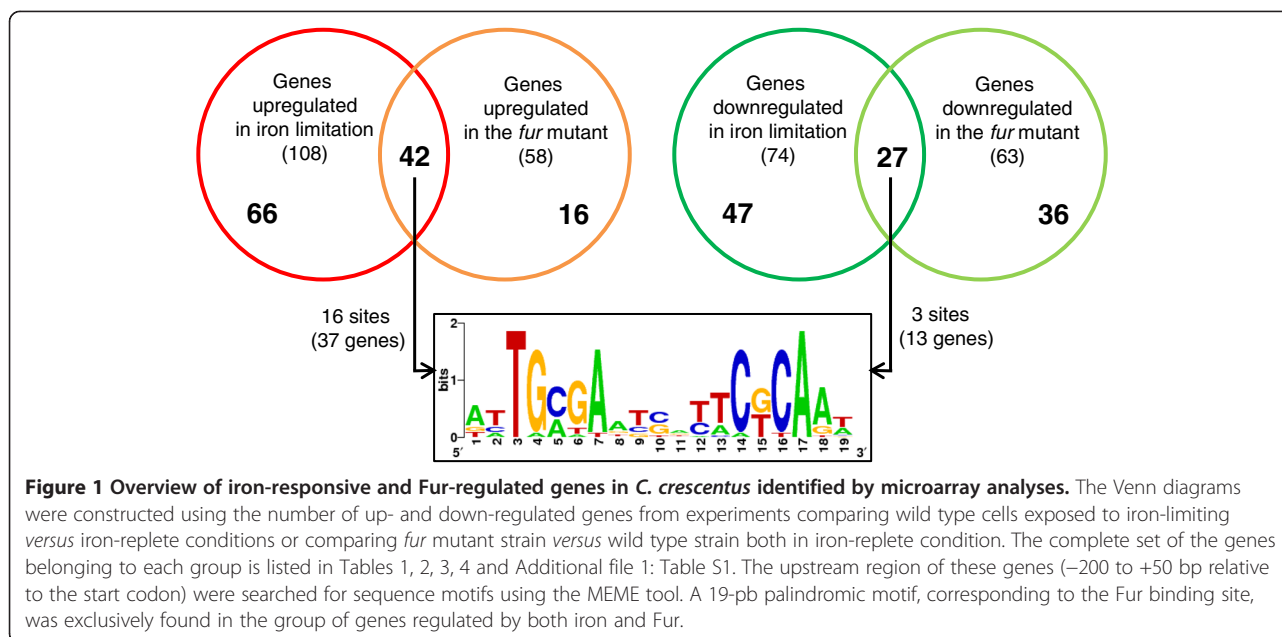 Genes
upregulated
in iron limitation
(108)
42
66
Genes
upregulated
in the fur mutant
(58)
16
Genes
downregulated
in iron limitation
(74)
27
47
Genes
downregulated
in the fur mutant
(63)
36
16 sites
(37 genes)
3 sites
(13 genes)
2
1
0
bits
5′
1 2 3 4 5 6 7 8 9 10 11 12 13 14 15 16 17 18 19
3′
Figure 1 Overview of iron-responsive and Fur-regulated genes in C. crescentus identified by microarray analyses. The Venn diagrams
were constructed using the number of up- and down-regulated genes from experiments comparing wild type cells exposed to iron-limiting
versus iron-replete conditions or comparing fur mutant strain versus wild type strain both in iron-replete condition. The complete set of the genes
belonging to each group is listed in Tables 1, 2, 3, 4 and Additional file 1: Table S1. The upstream region of these genes (−200 to +50 bp relative
to the start codon) were searched for sequence motifs using the MEME tool. A 19-pb palindromic motif, corresponding to the Fur binding site,
was exclusively found in the group of genes regulated by both iron and Fur.